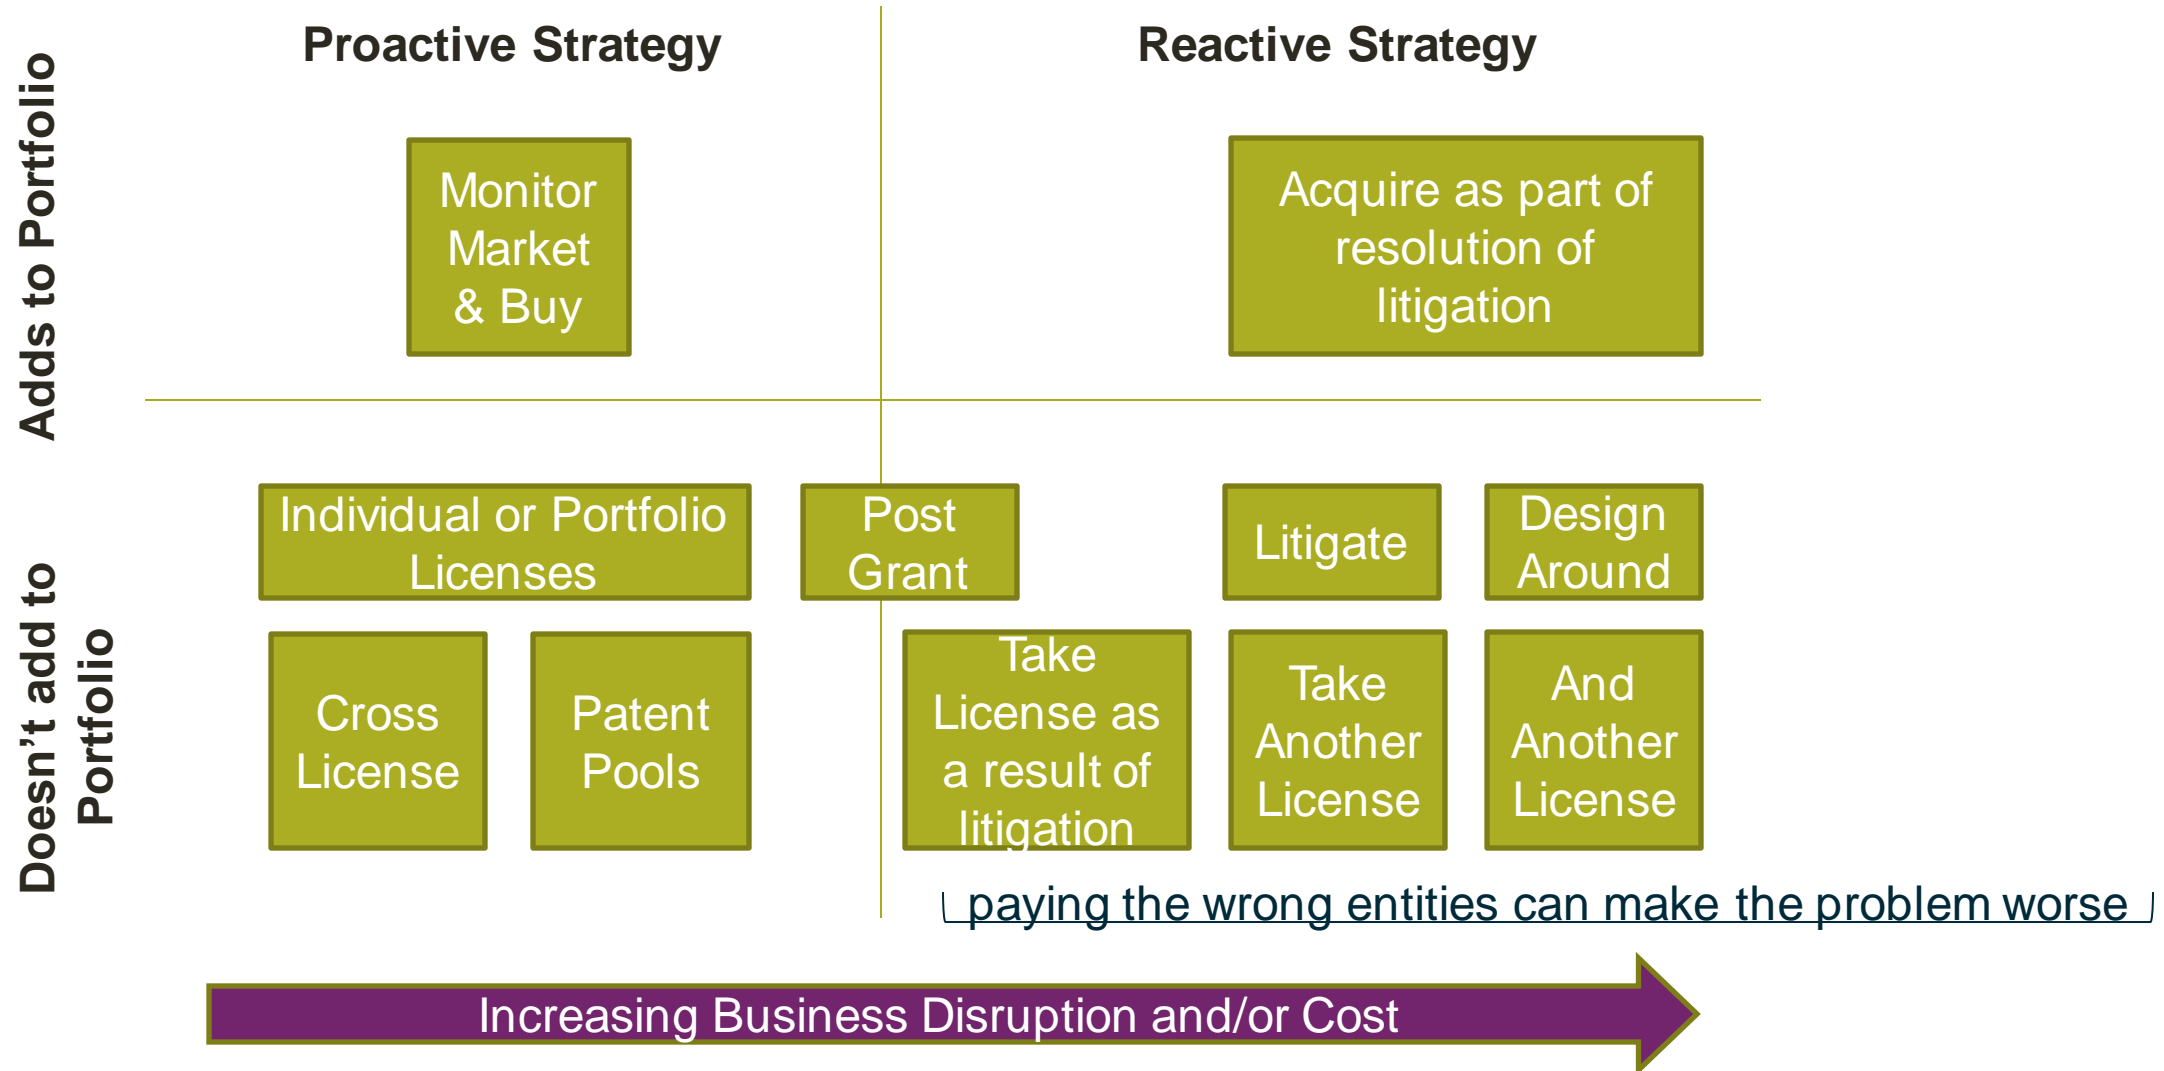 Proactive Strategy
Reactive Strategy
Adds to Portfolio
Monitor
Market
& Buy
Acquire as part of
resolution of
litigation
Doesn’t add to
Portfolio
Individual or Portfolio
Licenses
Post
Grant
Litigate
Design
Around
Cross
License
Patent
Pools
Take
License as
a result of
litigation
Take
Another
License
And
Another
License
paying the wrong entities can make the problem worse
Increasing Business Disruption and/or Cost